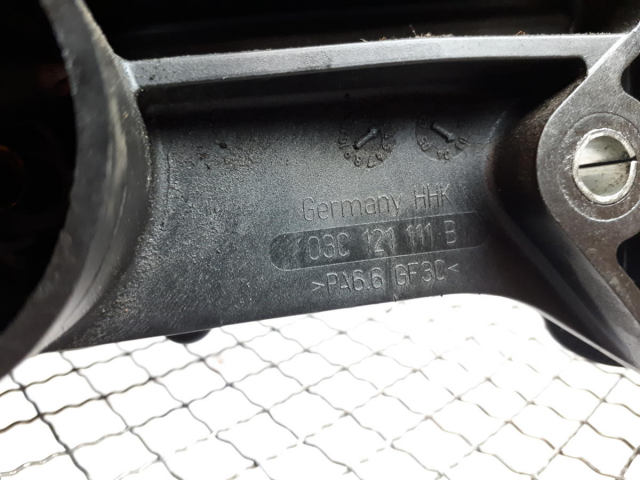 Germany HHK
03C 121 111 B
>PA6.6 GF30<